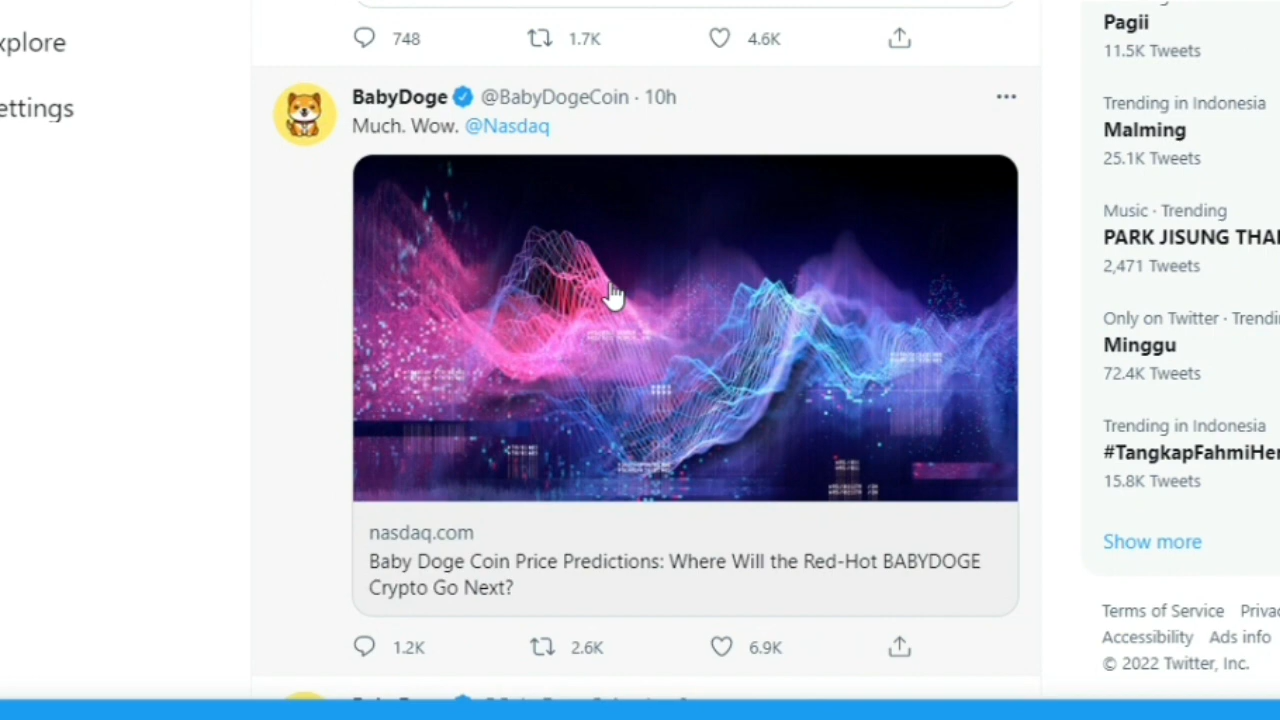 xplore
ettings
748 1.7K 4.6K
BabyDoge @BabyDogeCoin · 10h
Much. Wow. @Nasdaq
nasdaq.com
Baby Doge Coin Price Predictions: Where Will the Red-Hot BABYDOGE
Crypto Go Next?
1.2K 2.6K 6.9K
Pagii
11.5K Tweets
Trending in Indonesia
Malming
25.1K Tweets
Music · Trending
PARK JISUNG THA
2,471 Tweets
Only on Twitter · Trendi
Minggu
72.4K Tweets
Trending in Indonesia
#TangkapFahmiHe
15.8K Tweets
Show more
Terms of Service Privac
Accessibility Ads info
© 2022 Twitter, Inc.